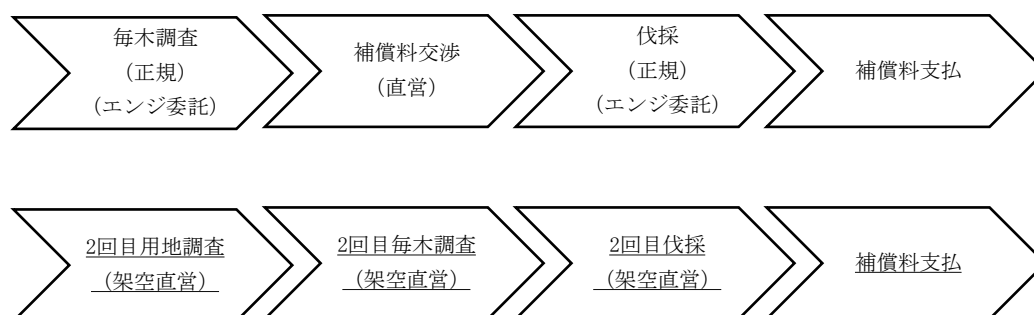 毎木調査
（正規）
（エンジ委託）
補償料交渉
（直営）
伐採
（正規）
（エンジ委託）
補償料支払
2回目用地調査
（架空直営）
2回目毎木調査
（架空直営）
2回目伐採
（架空直営）
補償料支払